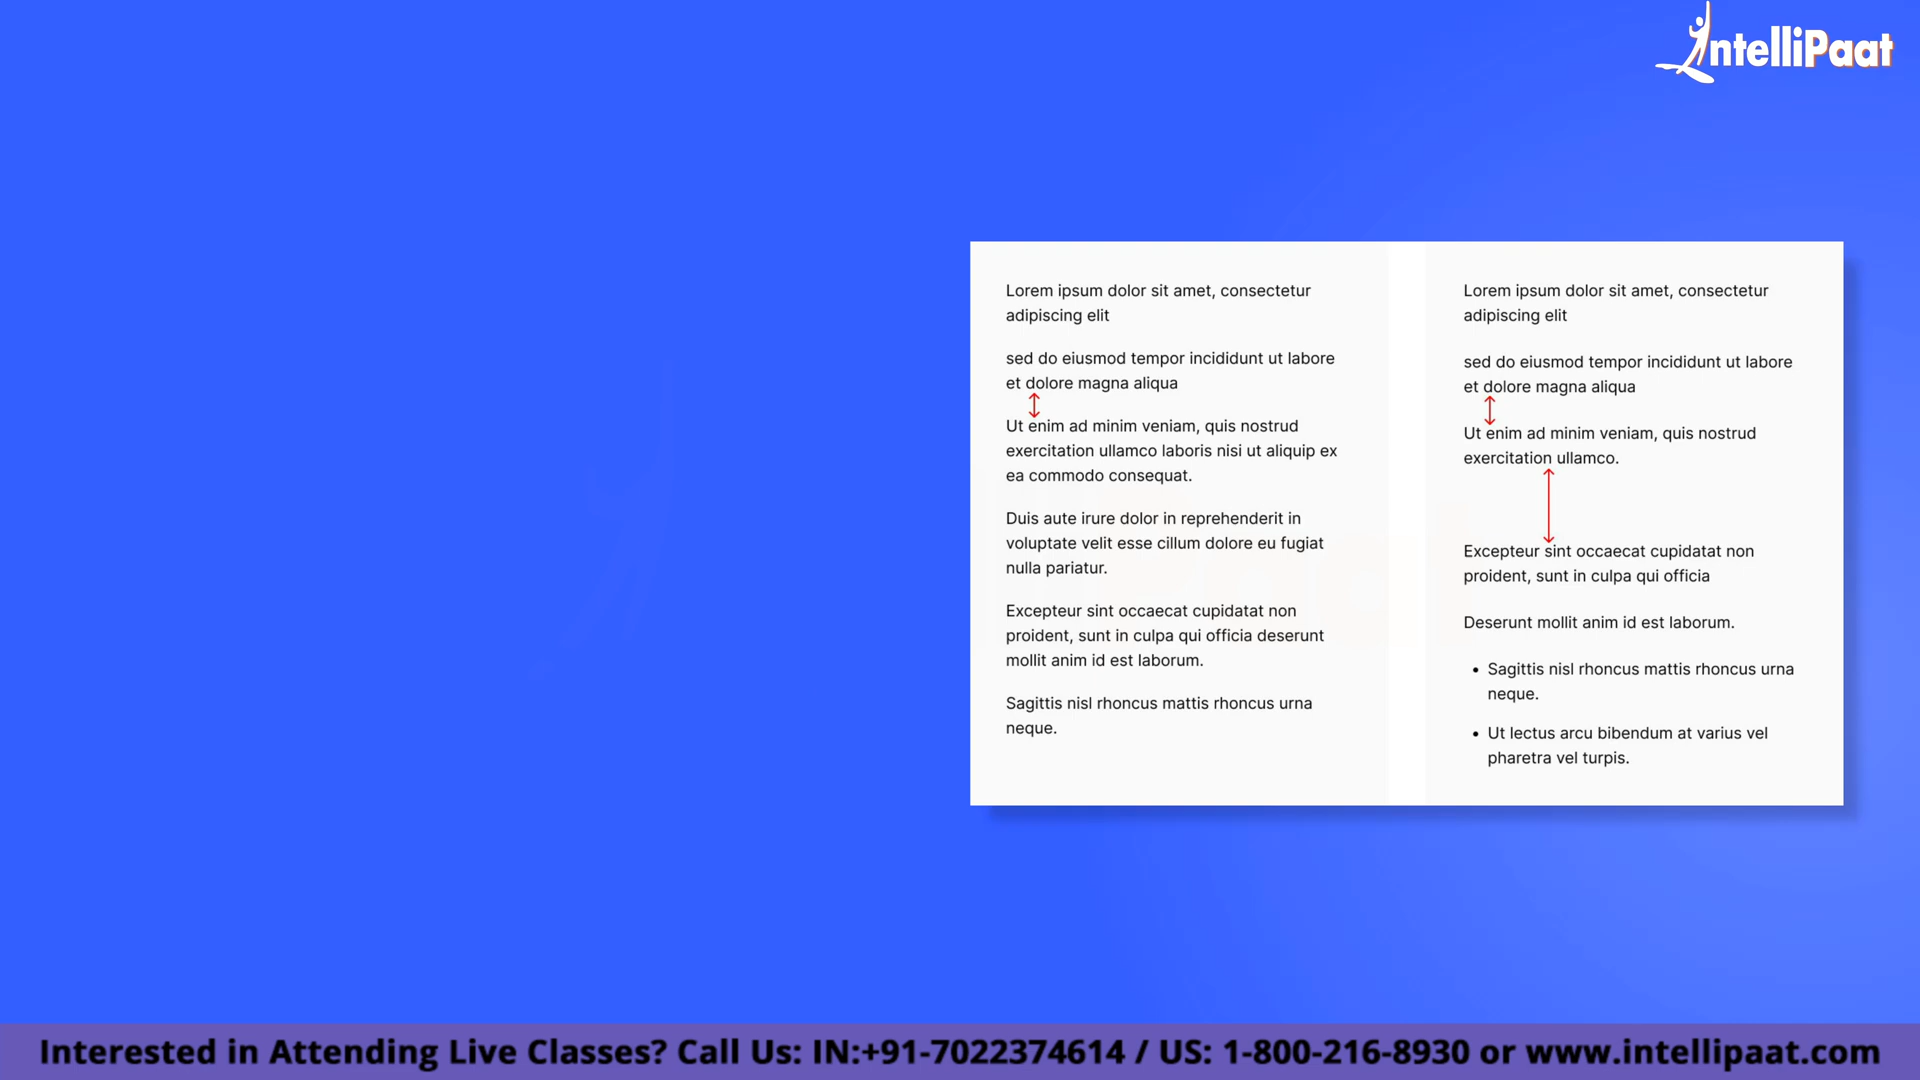 IntelliPaat
Lorem ipsum dolor sit amet, consectetur
adipiscing elit
sed do eiusmod tempor incididunt ut labore
et dolore magna aliqua
Ut enim ad minim veniam, quis nostrud
exercitation ullamco laboris nisi ut aliquip ex
ea commodo consequat.
Duis aute irure dolor in reprehenderit in
voluptate velit esse cillum dolore eu fugiat
nulla pariatur.
Excepteur sint occaecat cupidatat non
proident, sunt in culpa qui officia deserunt
mollit anim id est laborum.
Sagittis nisl rhoncus mattis rhoncus urna
neque.
Lorem ipsum dolor sit amet, consectetur
adipiscing elit
sed do eiusmod tempor incididunt ut labore
et dolore magna aliqua
Ut enim ad minim veniam, quis nostrud
exercitation ullamco.
Excepteur sint occaecat cupidatat non
proident, sunt in culpa qui officia
Deserunt mollit anim id est laborum.
• Sagittis nisl rhoncus mattis rhoncus urna
neque.
• Ut lectus arcu bibendum at varius vel
pharetra vel turpis.
Interested in Attending Live Classes? Call Us: IN:+91-7022374614 / US: 1-800-216-8930 or www.intellipaat.com